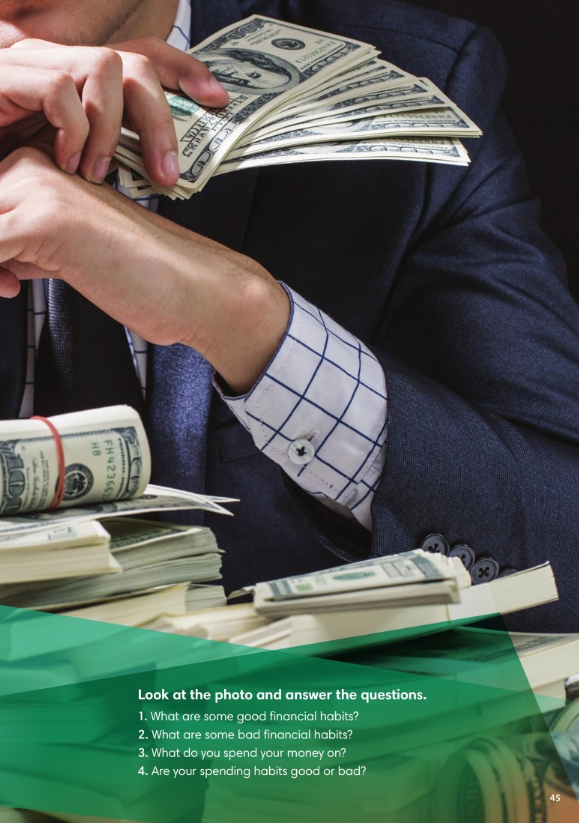 HB
FH4236
Look at the photo and answer the questions.
1. What are some good financial habits?
2. What are some bad financial habits?
3. What do you spend your money on?
4. Are your spending habits good or bad?
45